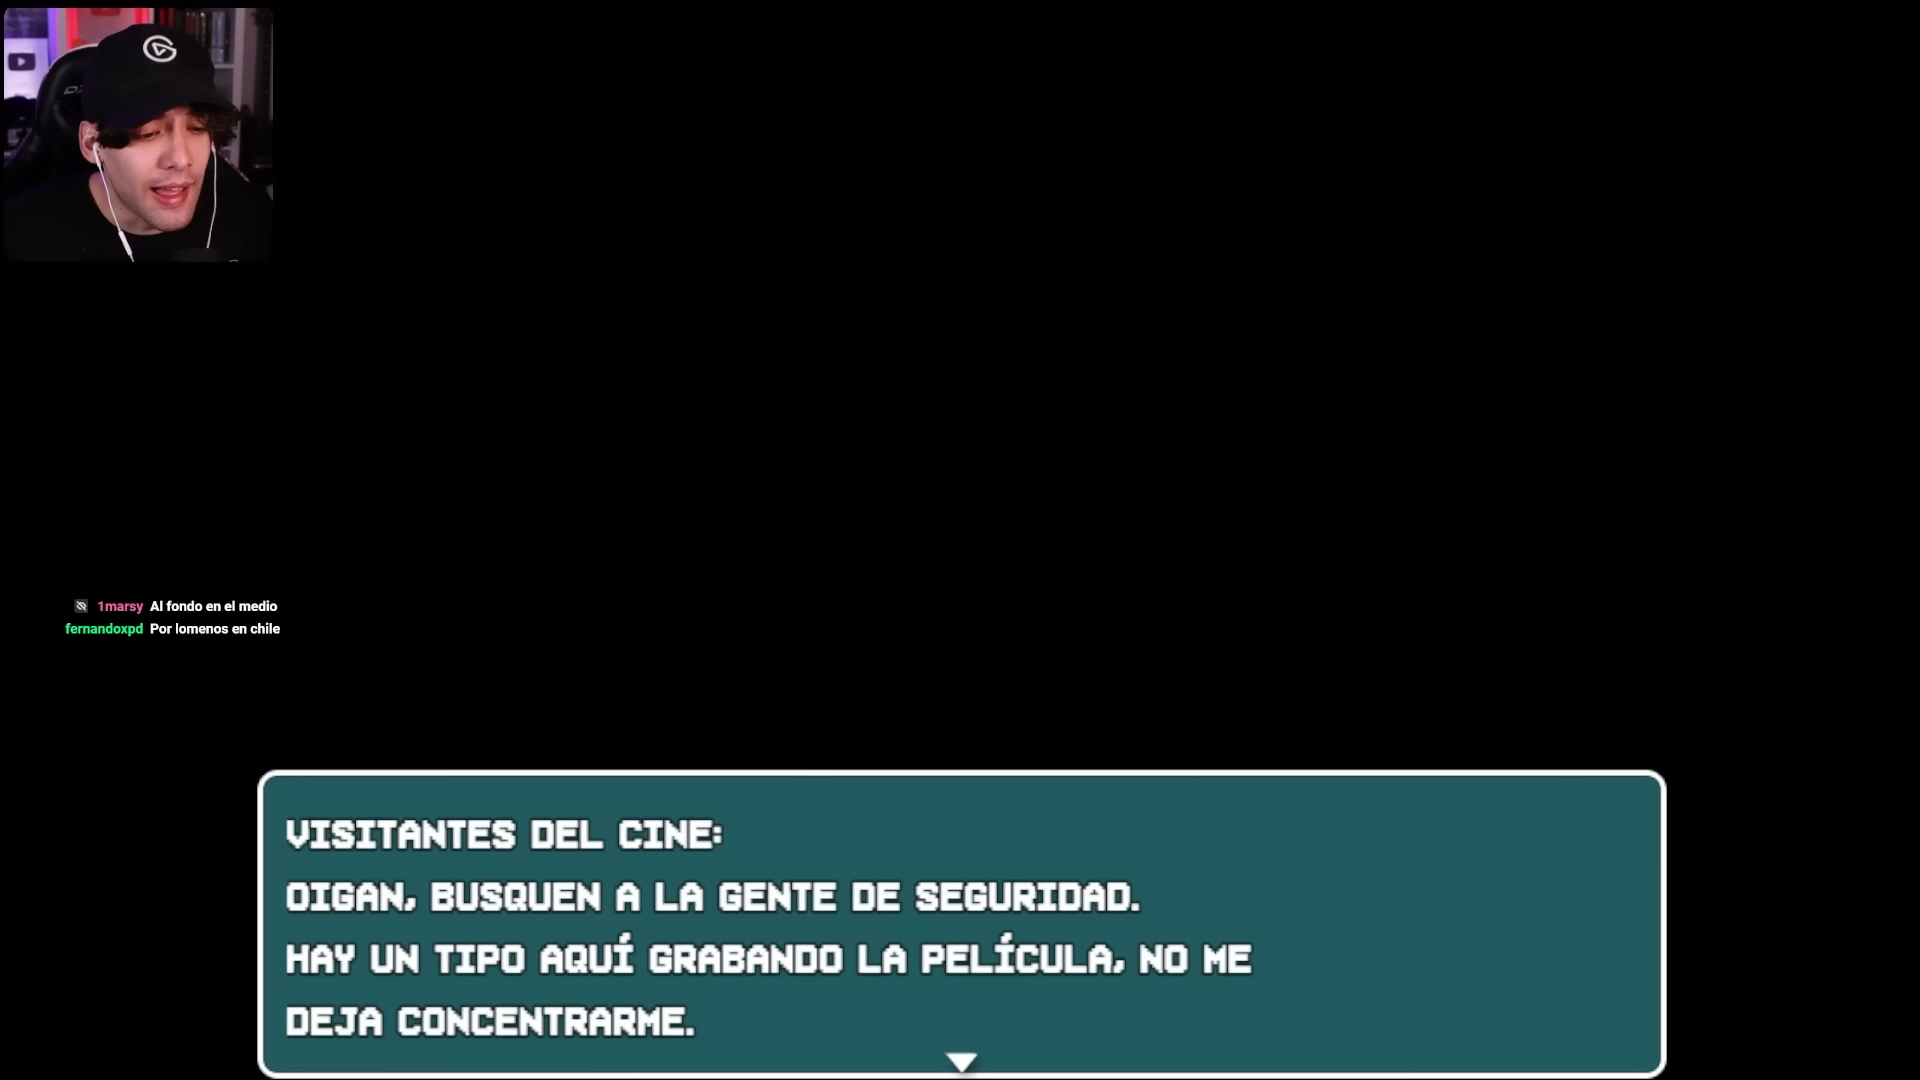 1marsy Al fondo en el medio
fernandoxpd Por lomenos en chile
VISITANTES DEL CINE:
OIGAN, BUSQUEN A LA GENTE DE SEGURIDAD.
HAY UN TIPO AQUÍ GRABANDO LA PELÍCULA, NO ME
DEJA CONCENTRARME.